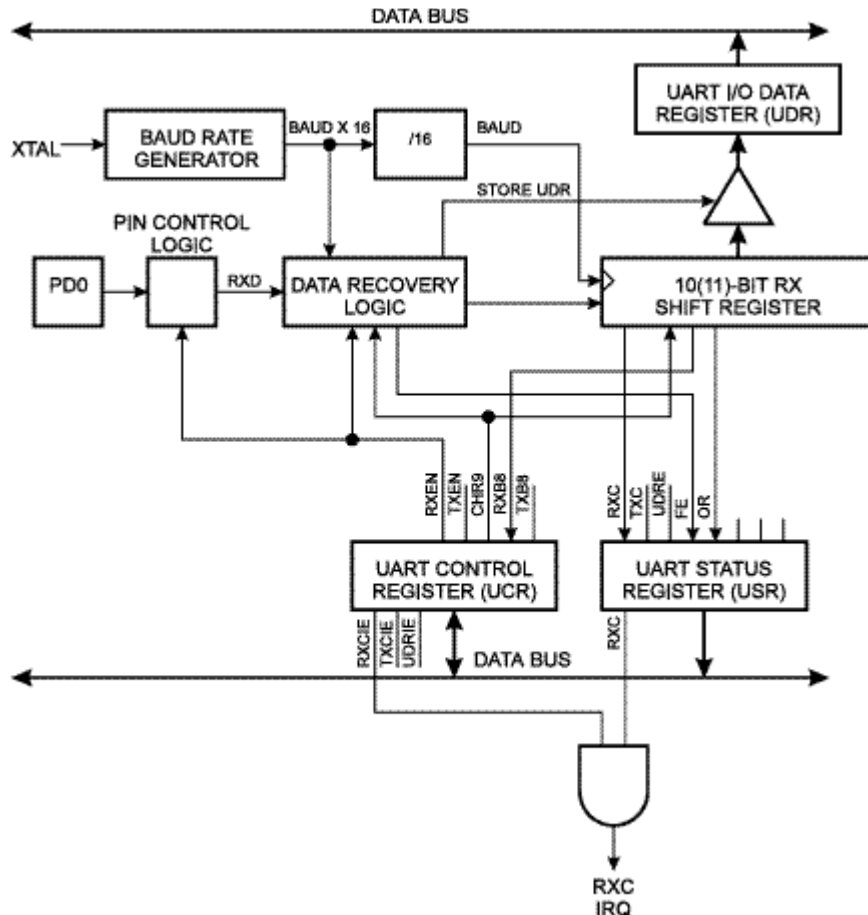 DATA BUS
UART I/O DATA
REGISTER (UDR)
XTAL
BAUD RATE
GENERATOR
BAUD X 16
/16
BAUD
STORE UDR
PIN CONTROL
LOGIC
PD0
RXD
DATA RECOVERY
LOGIC
10(11)-BIT RX
SHIFT REGISTER
RXEN
TXEN
CHR9
RXB8
TXB8
RXC
TXC
UDRE
FE
OR
UART CONTROL
REGISTER (UCR)
UART STATUS
REGISTER (USR)
RXCIE
TXCIE
UDRIE
RXC
DATA BUS
RXC
IRQ